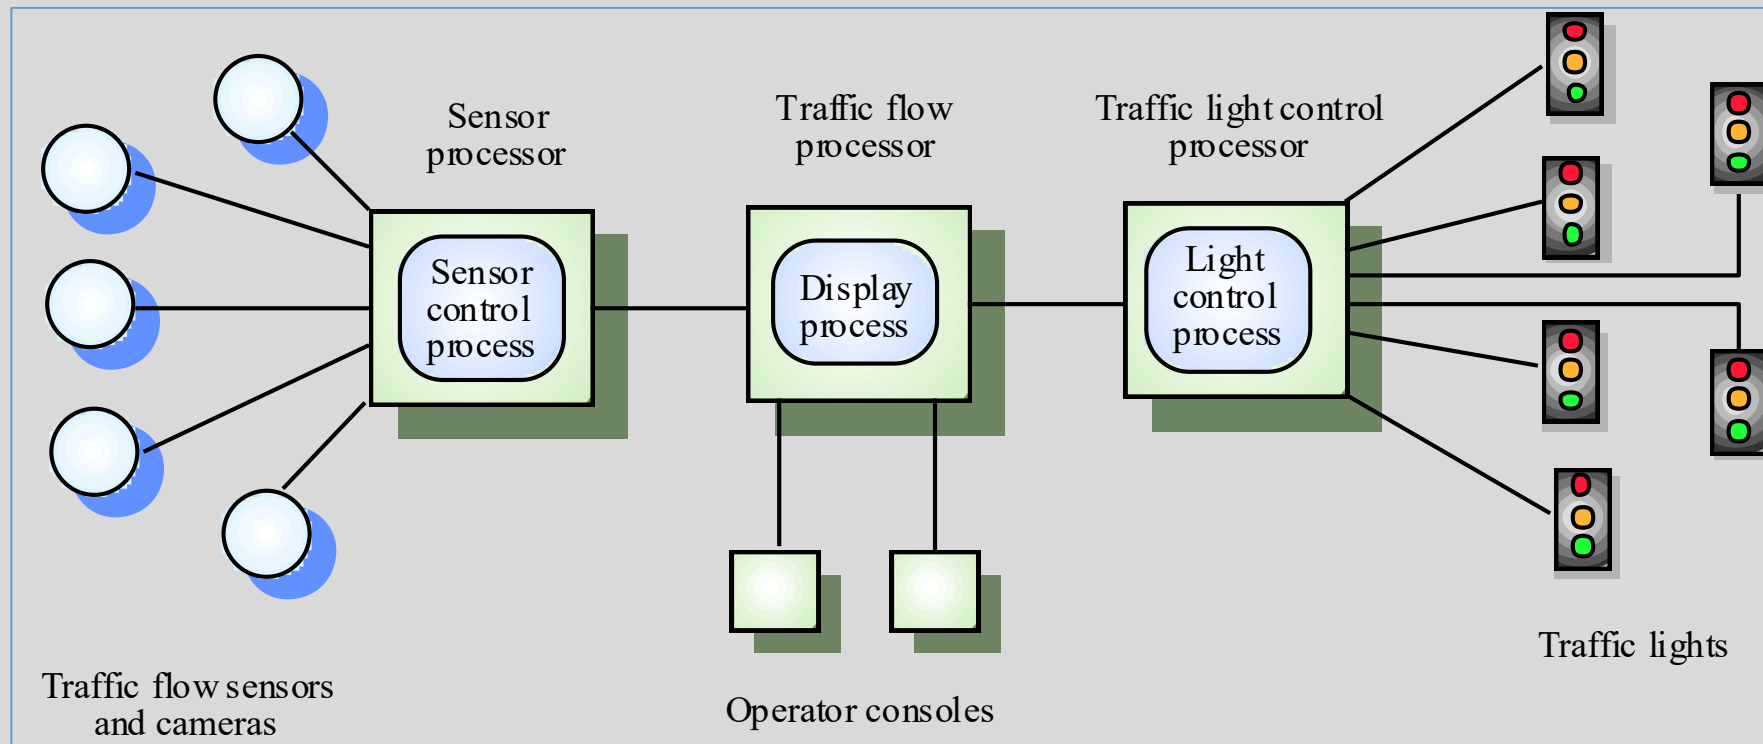 Sensor
processor
Traffic flow
processor
Traffic light control
processor
Sensor
control
process
Display
process
Light
control
process
Traffic lights
Traffic flow sensors
and cameras
Operator consoles